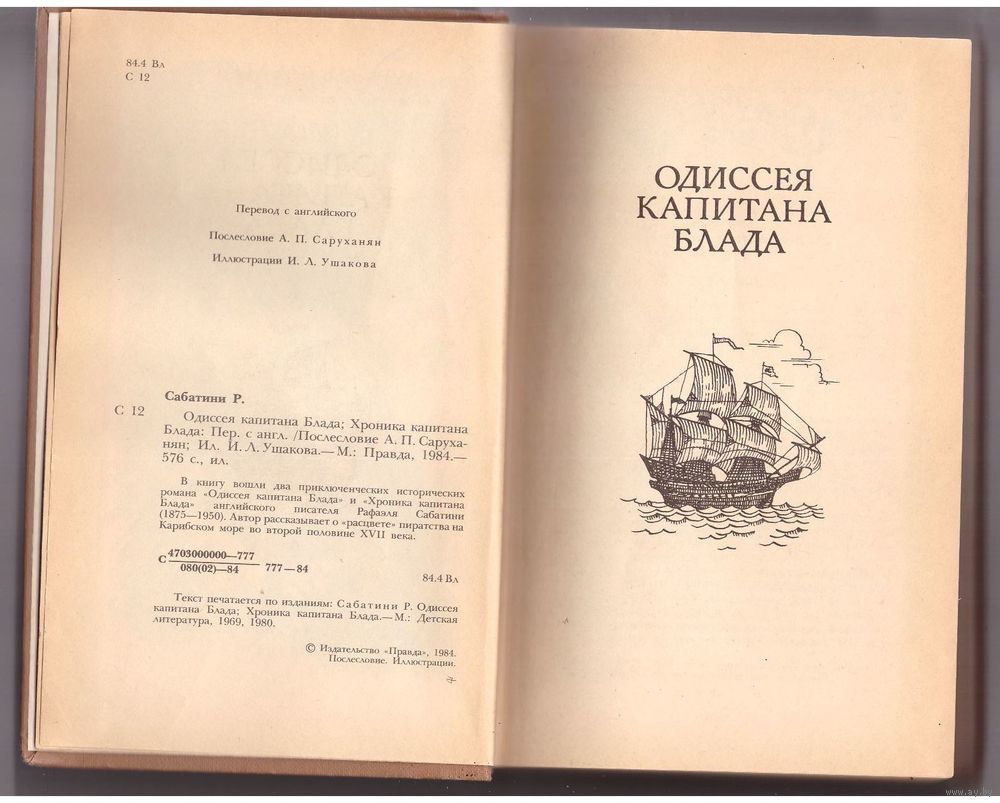 84.4 Вл
С 12
Перевод с английского
Послесловие А. П. Саруханян
Иллюстрации И. Л. Ушакова
Сабатини Р.
С 12
Одиссея капитана Блада; Хроника капитана
Блада: Пер. с англ. /Послесловие А. П. Саруха-
нян; Ил. И. Л. Ушакова.— М.: Правда, 1984.—
576 с., ил.
В книгу вошли два приключенческих исторических
романа «Одиссея капитана Блада» и «Хроника капитана
Блада» английского писателя Рафаэля Сабатини
(1875—1950). Автор рассказывает о «расцвете» пиратства на
Карибском море во второй половине XVII века.
С 4703000000—777
080(02)—84 777—84
84.4 Вл
Текст печатается по изданиям: Сабатини Р. Одиссея
капитана Блада; Хроника капитана Блада.— М.: Детская
литература, 1969, 1980.
© Издательство «Правда», 1984.
Послесловие. Иллюстрации.
ОДИССЕЯ
КАПИТАНА
БЛАДА
www.ay.by